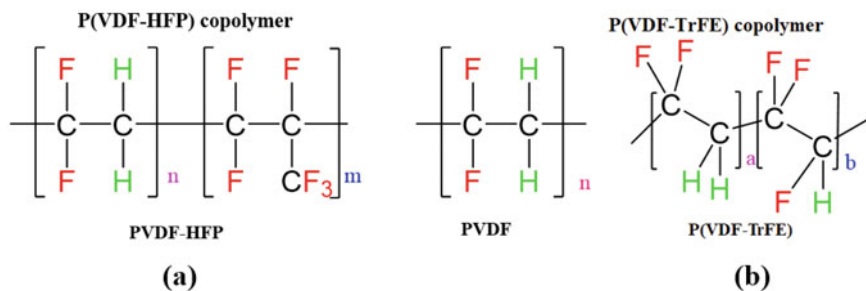 P(VDF-HFP) copolymer
P(VDF-TrFE) copolymer
F H F F
C C C C
F H F CF3
n m
PVDF-HFP
F H
C C
F H
n
PVDF
F F F F
C C C C
H H F H
a b
P(VDF-TrFE)
(a) (b)